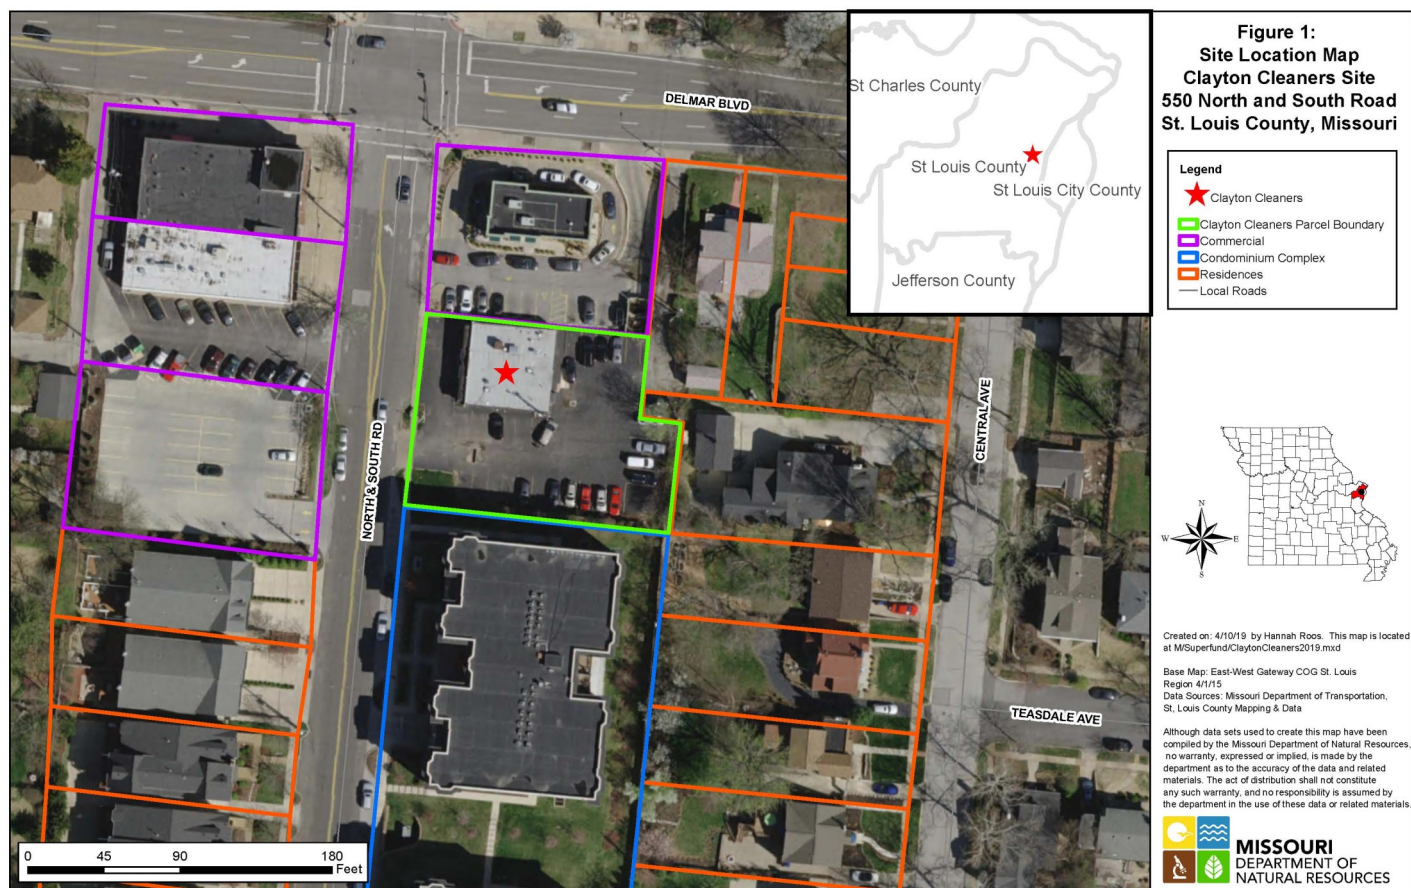 Figure 1:
Site Location Map
Clayton Cleaners Site
550 North and South Road
St. Louis County, Missouri
DELMAR BLVD
St Charles County
St Louis County
St Louis City County
Jefferson County
Legend
Clayton Cleaners
Clayton Cleaners Parcel Boundary
Commercial
Condominium Complex
Residences
Local Roads
NORTH & SOUTH RD
CENTRAL AVE
TEASDALE AVE
N
W E
S
Created on: 4/10/19 by Hannah Roos. This map is located
at M/Superfund/ClaytonCleaners2019.mxd
Base Map: East-West Gateway COG St. Louis
Region 4/1/15
Data Sources: Missouri Department of Transportation,
St, Louis County Mapping & Data
Although data sets used to create this map have been
compiled by the Missouri Department of Natural Resources,
no warranty, expressed or implied, is made by the
department as to the accuracy of the data and related
materials. The act of distribution shall not constitute
any such warranty, and no responsibility is assumed by
the department in the use of these data or related materials.
0 45 90 180
Feet
MISSOURI
DEPARTMENT OF
NATURAL RESOURCES